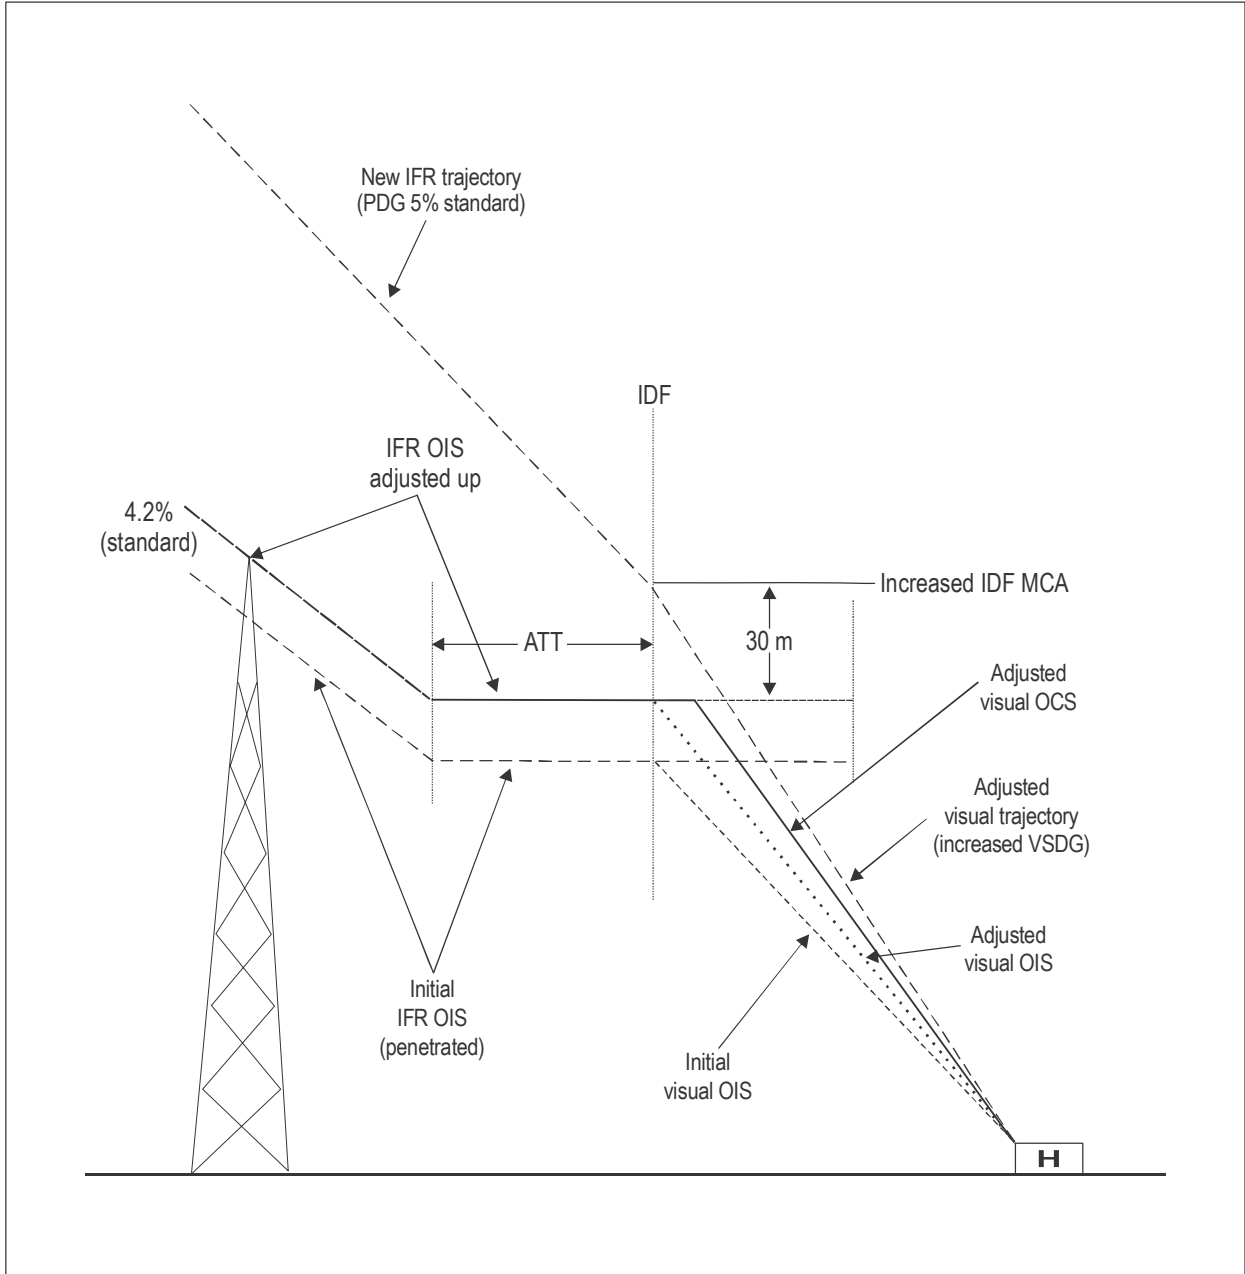 New IFR trajectory
(PDG 5% standard)
IDF
IFR OIS
adjusted up
4.2%
(standard)
Increased IDF MCA
ATT
30 m
Adjusted
visual OCS
Adjusted
visual trajectory
(increased VSDG)
Adjusted
visual OIS
Initial
IFR OIS
(penetrated)
Initial
visual OIS
H